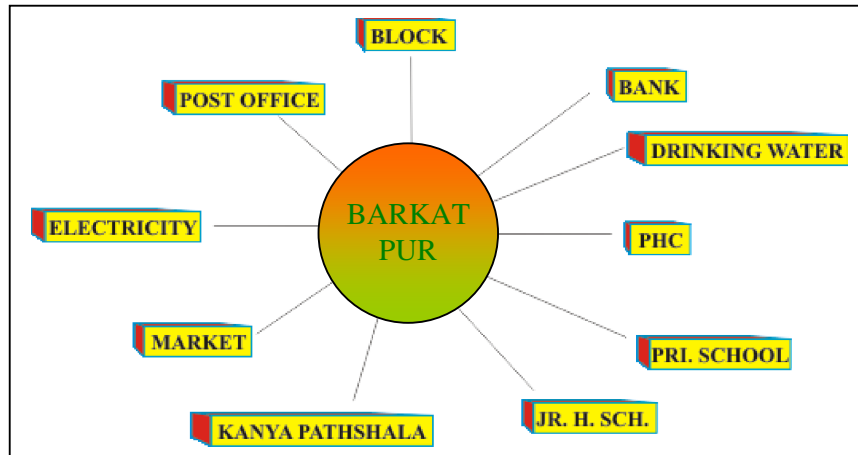 BLOCK
POST OFFICE
BANK
DRINKING WATER
ELECTRICITY
BARKAT
PUR
PHC
MARKET
PRI. SCHOOL
KANYA PATHSHALA
JR. H. SCH.